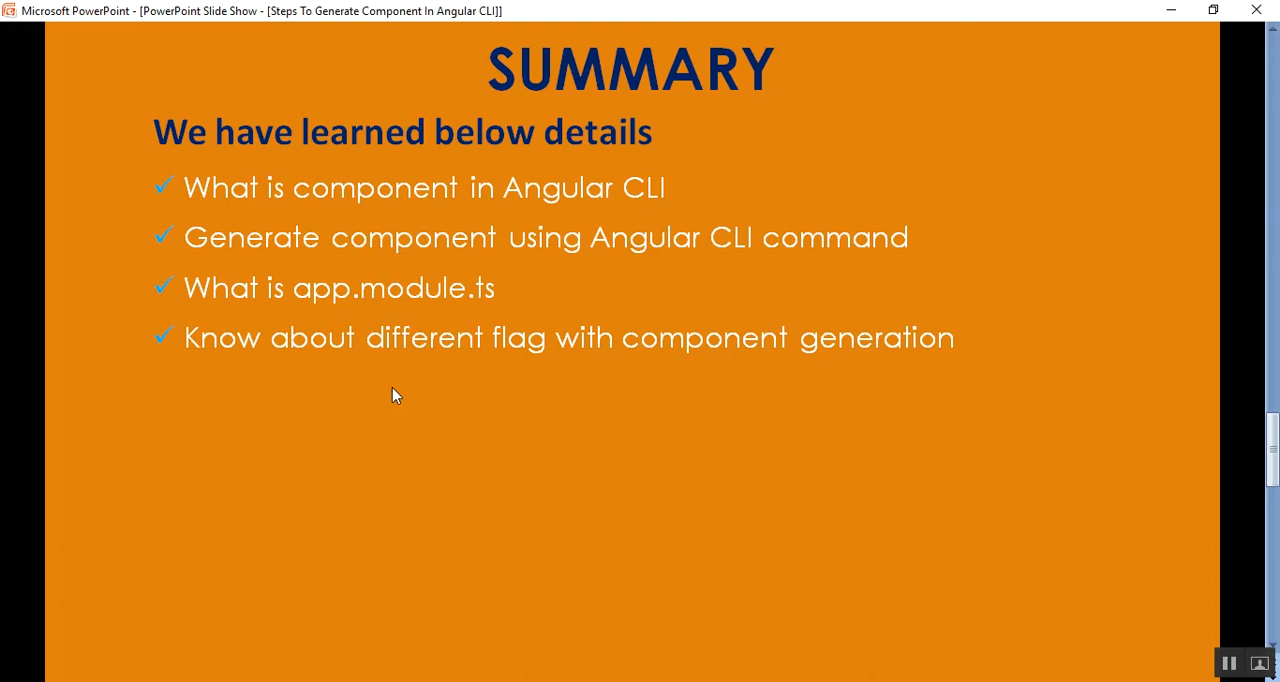 Microsoft PowerPoint - [PowerPoint Slide Show - [Steps To Generate Component In Angular CLI]]
SUMMARY
We have learned below details
✓ What is component in Angular CLI
✓ Generate component using Angular CLI command
✓ What is app.module.ts
✓ Know about different flag with component generation